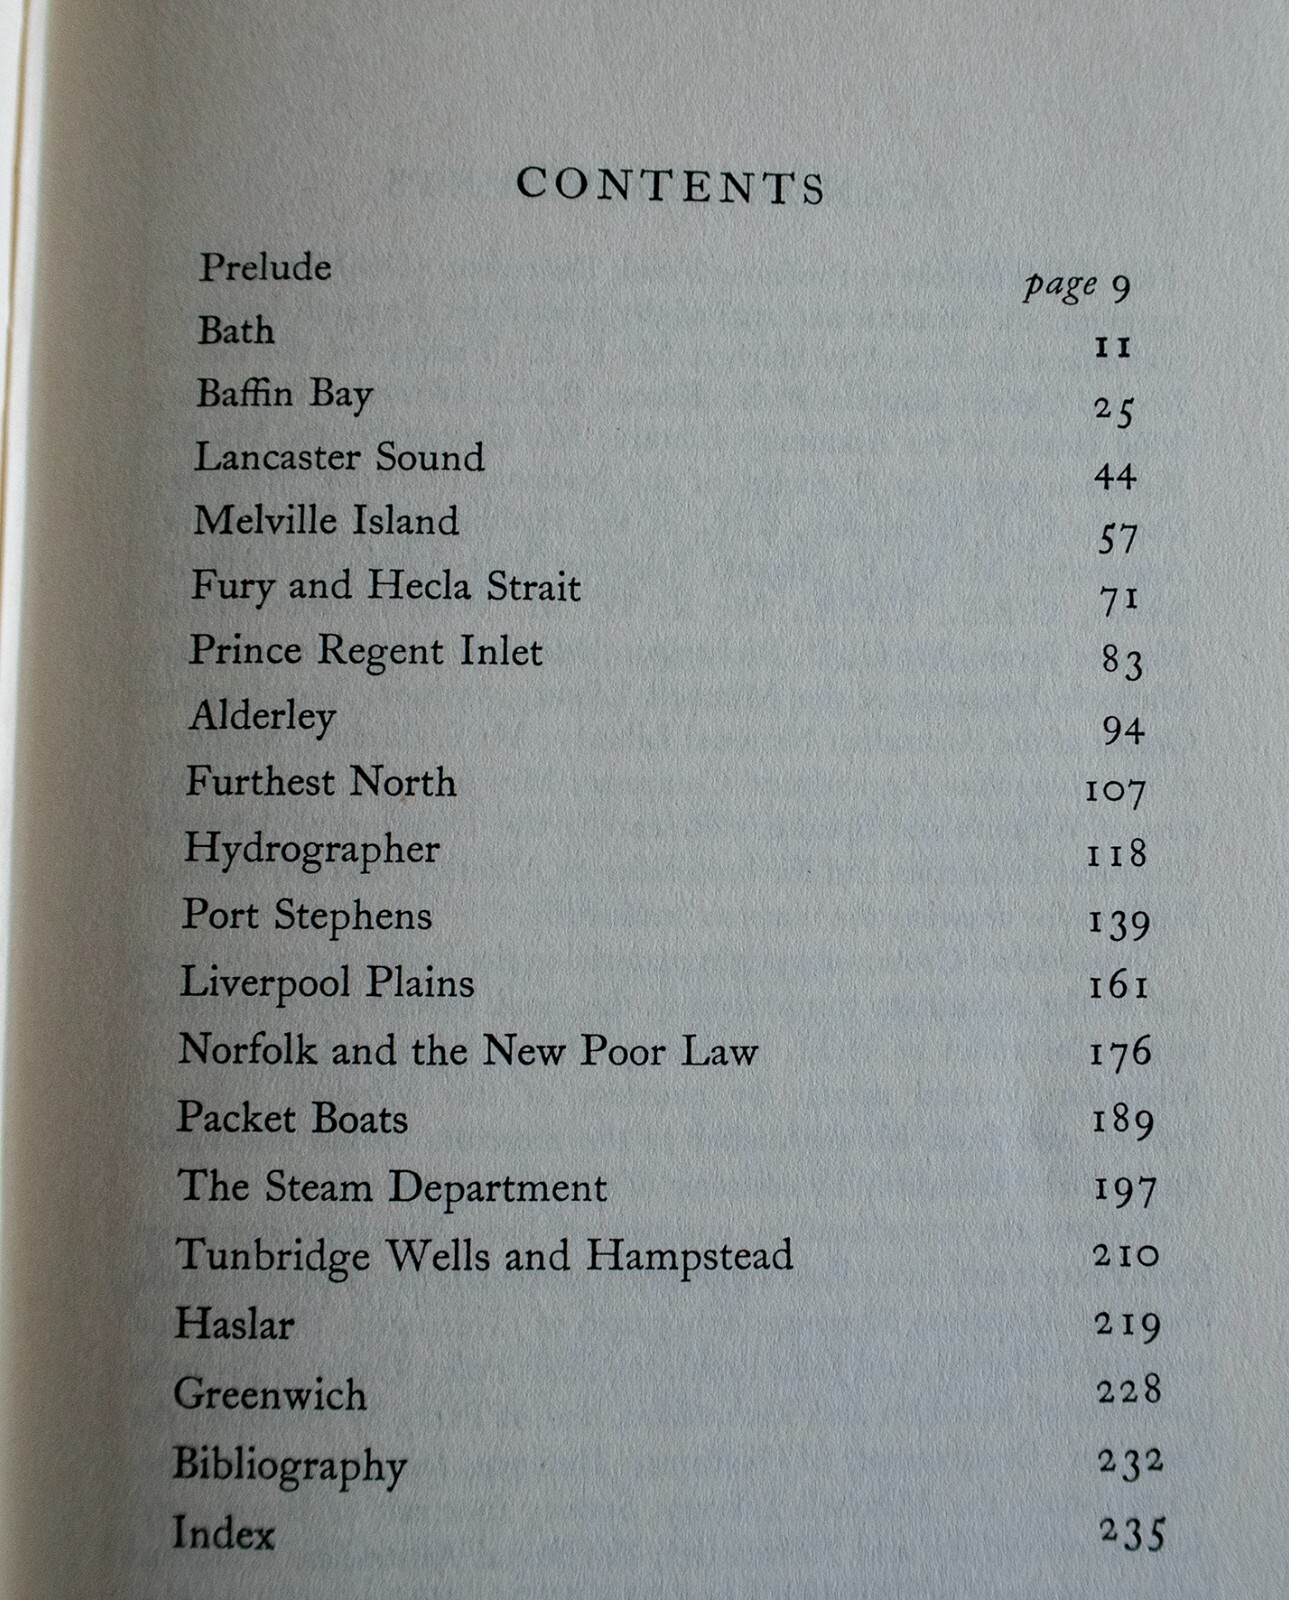 CONTENTS
Prelude page 9
Bath 11
Baffin Bay 25
Lancaster Sound 44
Melville Island 57
Fury and Hecla Strait 71
Prince Regent Inlet 83
Alderley 94
Furthest North 107
Hydrographer 118
Port Stephens 139
Liverpool Plains 161
Norfolk and the New Poor Law 176
Packet Boats 189
The Steam Department 197
Tunbridge Wells and Hampstead 210
Haslar 219
Greenwich 228
Bibliography 232
Index 235